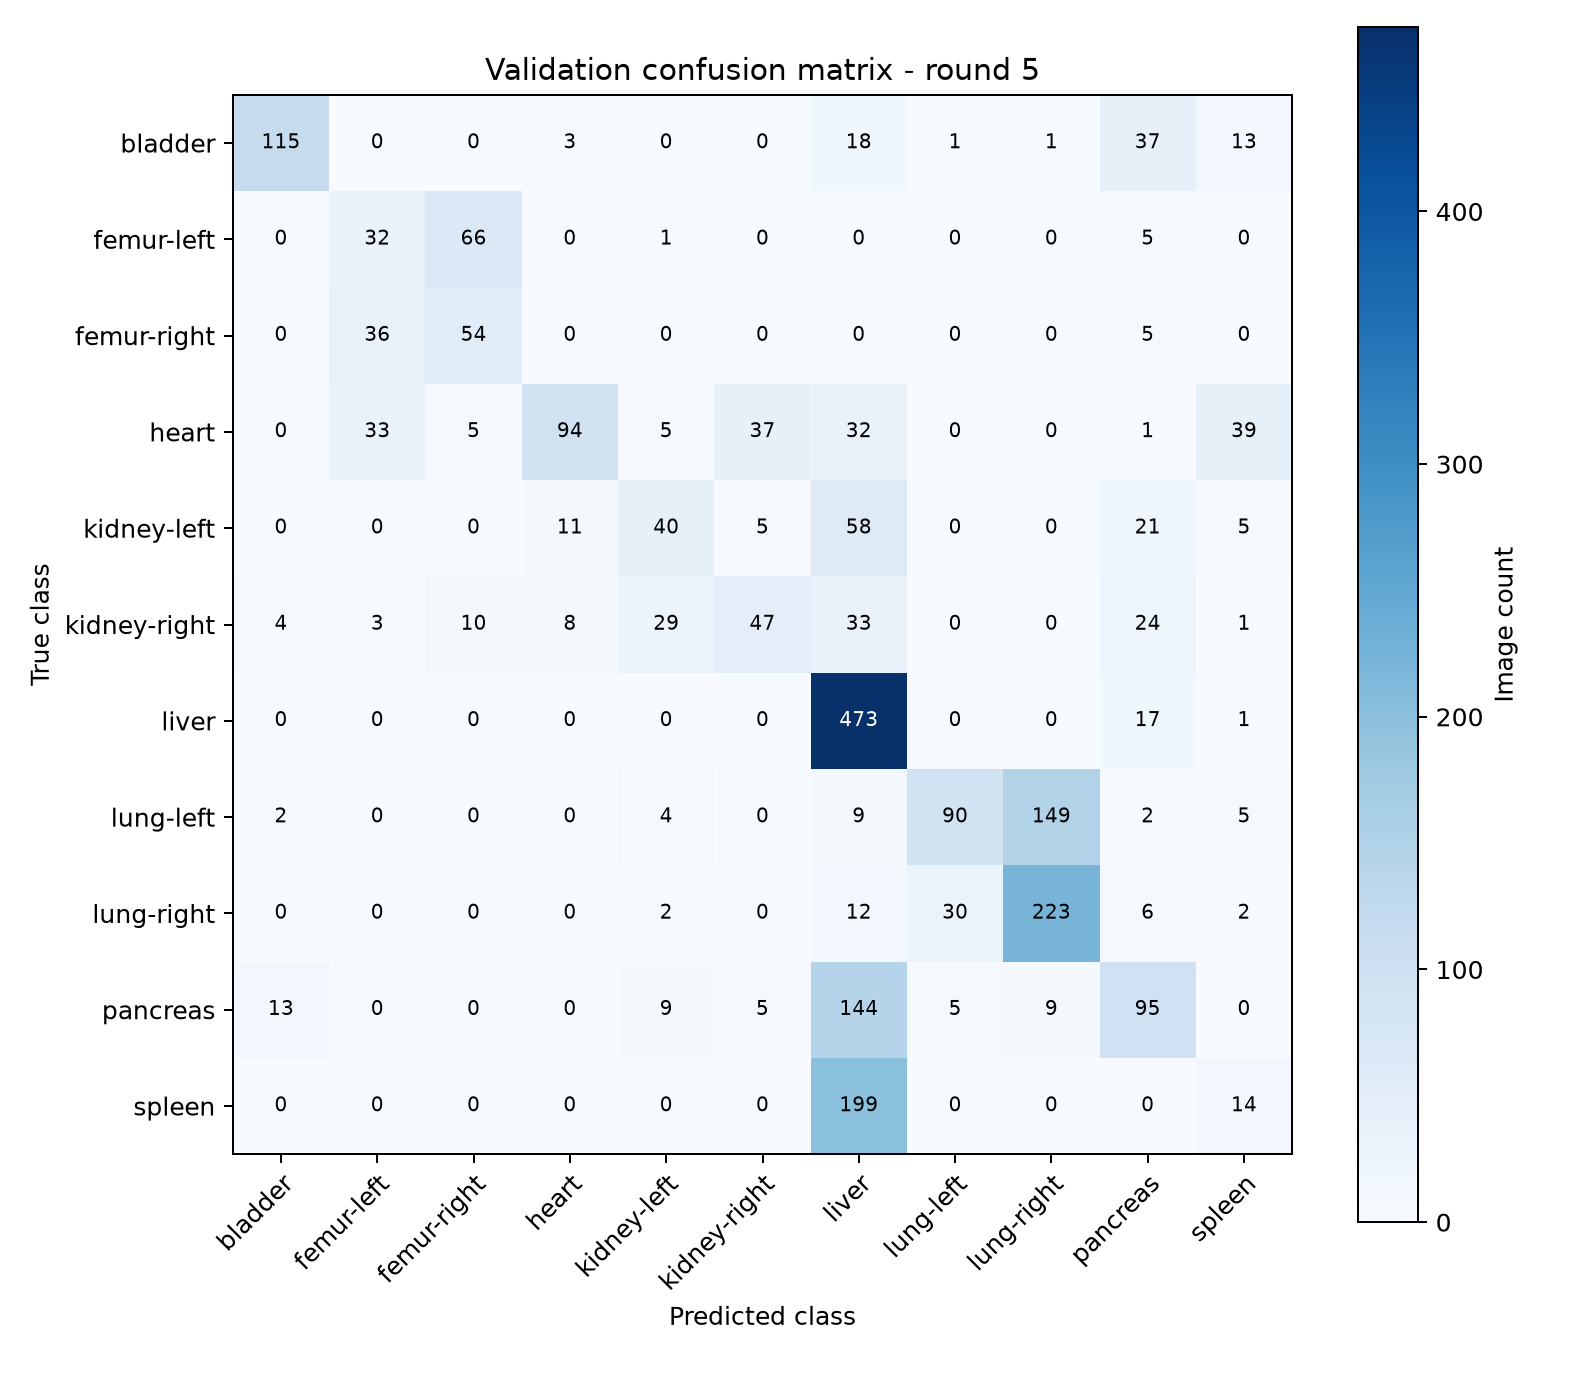 Validation confusion matrix - round 5
True class
bladder 115 0 0 3 0 0 18 1 1 37 13
femur-left 0 32 66 0 1 0 0 0 0 5 0
femur-right 0 36 54 0 0 0 0 0 0 5 0
heart 0 33 5 94 5 37 32 0 0 1 39
kidney-left 0 0 0 11 40 5 58 0 0 21 5
kidney-right 4 3 10 8 29 47 33 0 0 24 1
liver 0 0 0 0 0 0 473 0 0 17 1
lung-left 2 0 0 0 4 0 9 90 149 2 5
lung-right 0 0 0 0 2 0 12 30 223 6 2
pancreas 13 0 0 0 9 5 144 5 9 95 0
spleen 0 0 0 0 0 0 199 0 0 0 14
bladder femur-left femur-right heart kidney-left kidney-right liver lung-left lung-right pancreas spleen
Predicted class
400
300
200
100
0
Image count